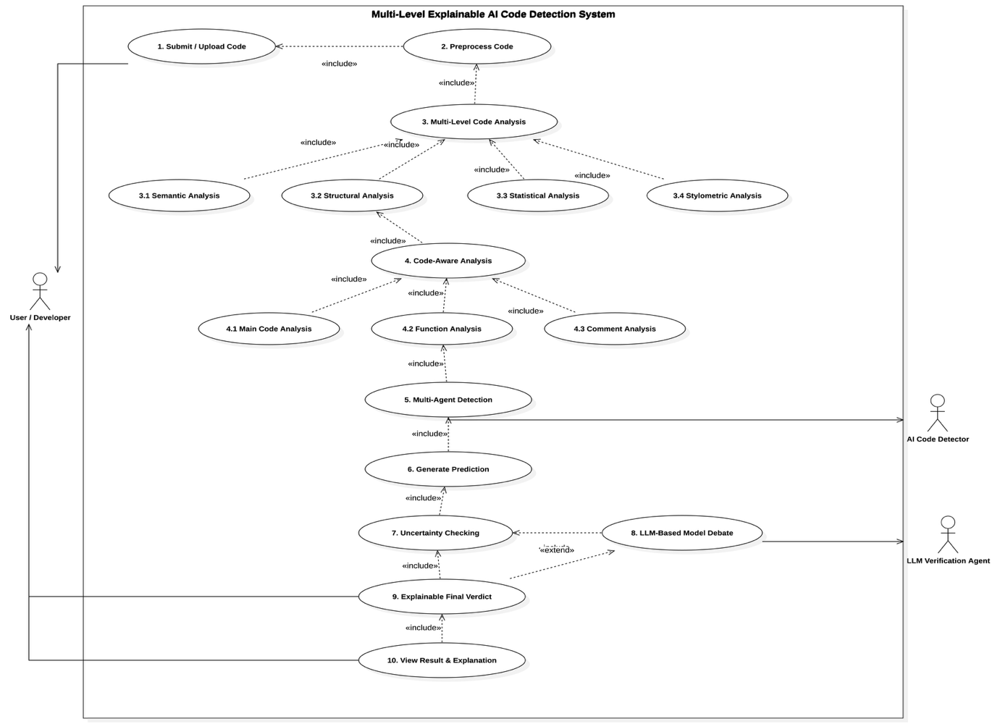 Multi-Level Explainable AI Code Detection System
1. Submit / Upload Code
2. Preprocess Code
«include»
«include»
3. Multi-Level Code Analysis
«include»
«include»
«include»
«include»
3.1 Semantic Analysis
3.2 Structural Analysis
3.3 Statistical Analysis
3.4 Stylometric Analysis
«include»
4. Code-Aware Analysis
«include»
«include»
«include»
User / Developer
4.1 Main Code Analysis
4.2 Function Analysis
4.3 Comment Analysis
«include»
5. Multi-Agent Detection
«include»
AI Code Detector
6. Generate Prediction
«include»
7. Uncertainty Checking
8. LLM-Based Model Debate
«extend»
LLM Verification Agent
«include»
9. Explainable Final Verdict
«include»
10. View Result & Explanation